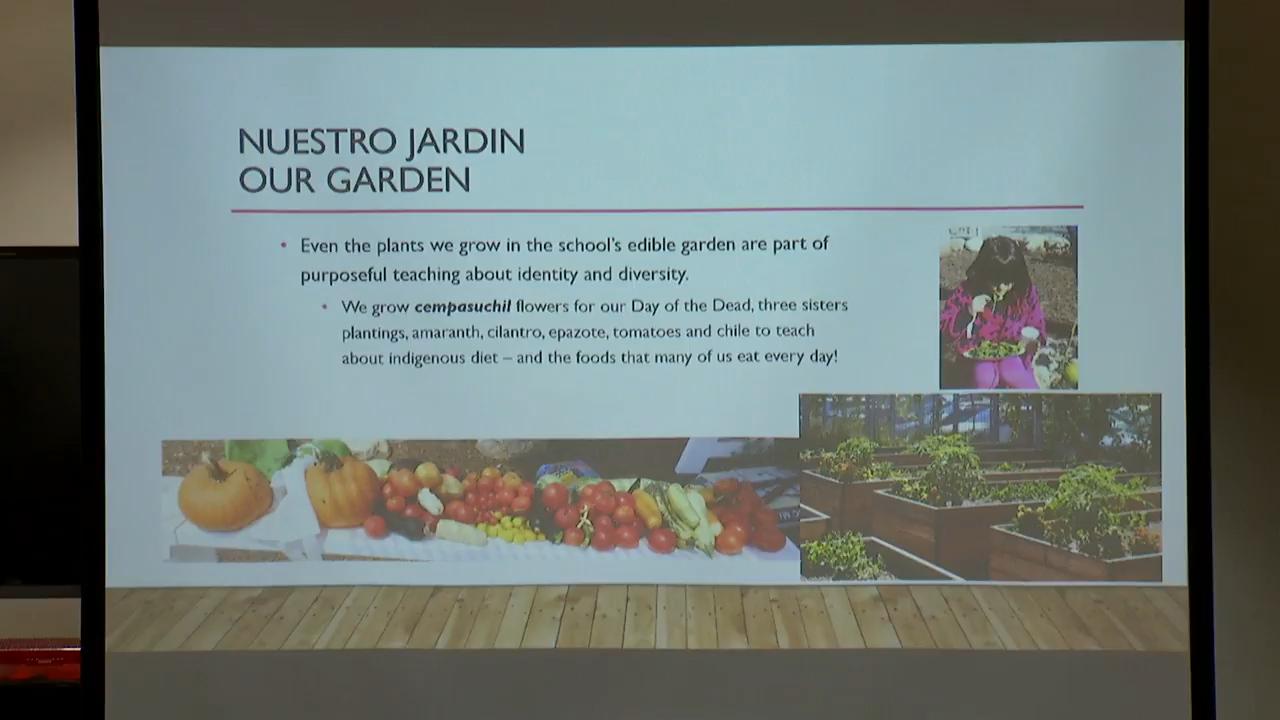 NUESTRO JARDIN
OUR GARDEN
• Even the plants we grow in the school's edible garden are part of
purposeful teaching about identity and diversity.
• We grow cempasuchil flowers for our Day of the Dead, three sisters
plantings, amaranth, cilantro, epazote, tomatoes and chile to teach
about indigenous diet – and the foods that many of us eat every day!